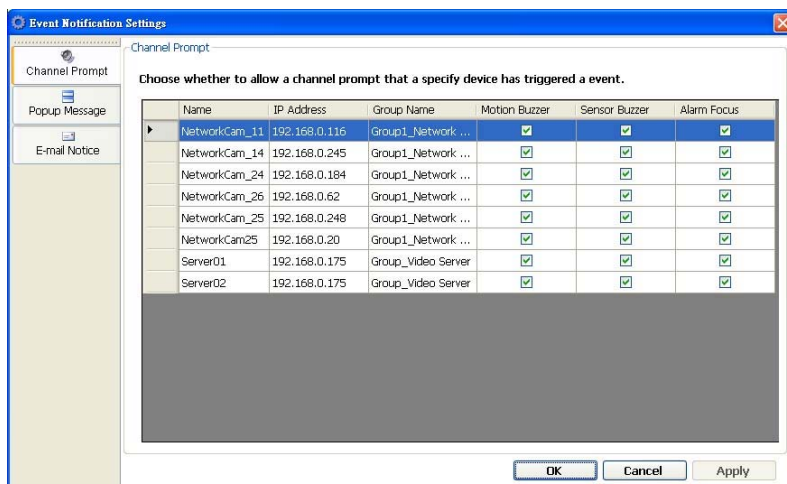 Event Notification Settings
Channel Prompt
Popup Message
E-mail Notice
Channel Prompt
Choose whether to allow a channel prompt that a specify device has triggered a event.
Name IP Address Group Name Motion Buzzer Sensor Buzzer Alarm Focus
NetworkCam_11 192.168.0.116 Group1_Network ...
NetworkCam_14 192.168.0.245 Group1_Network ...
NetworkCam_24 192.168.0.184 Group1_Network ...
NetworkCam_26 192.168.0.62 Group1_Network ...
NetworkCam_25 192.168.0.248 Group1_Network ...
NetworkCam25 192.168.0.20 Group1_Network ...
Server01 192.168.0.175 Group_Video Server
Server02 192.168.0.175 Group_Video Server
OK Cancel Apply